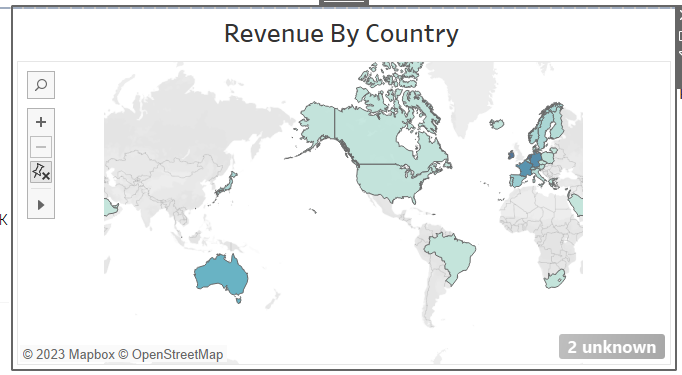 Revenue By Country
K
© 2023 Mapbox © OpenStreetMap
2 unknown